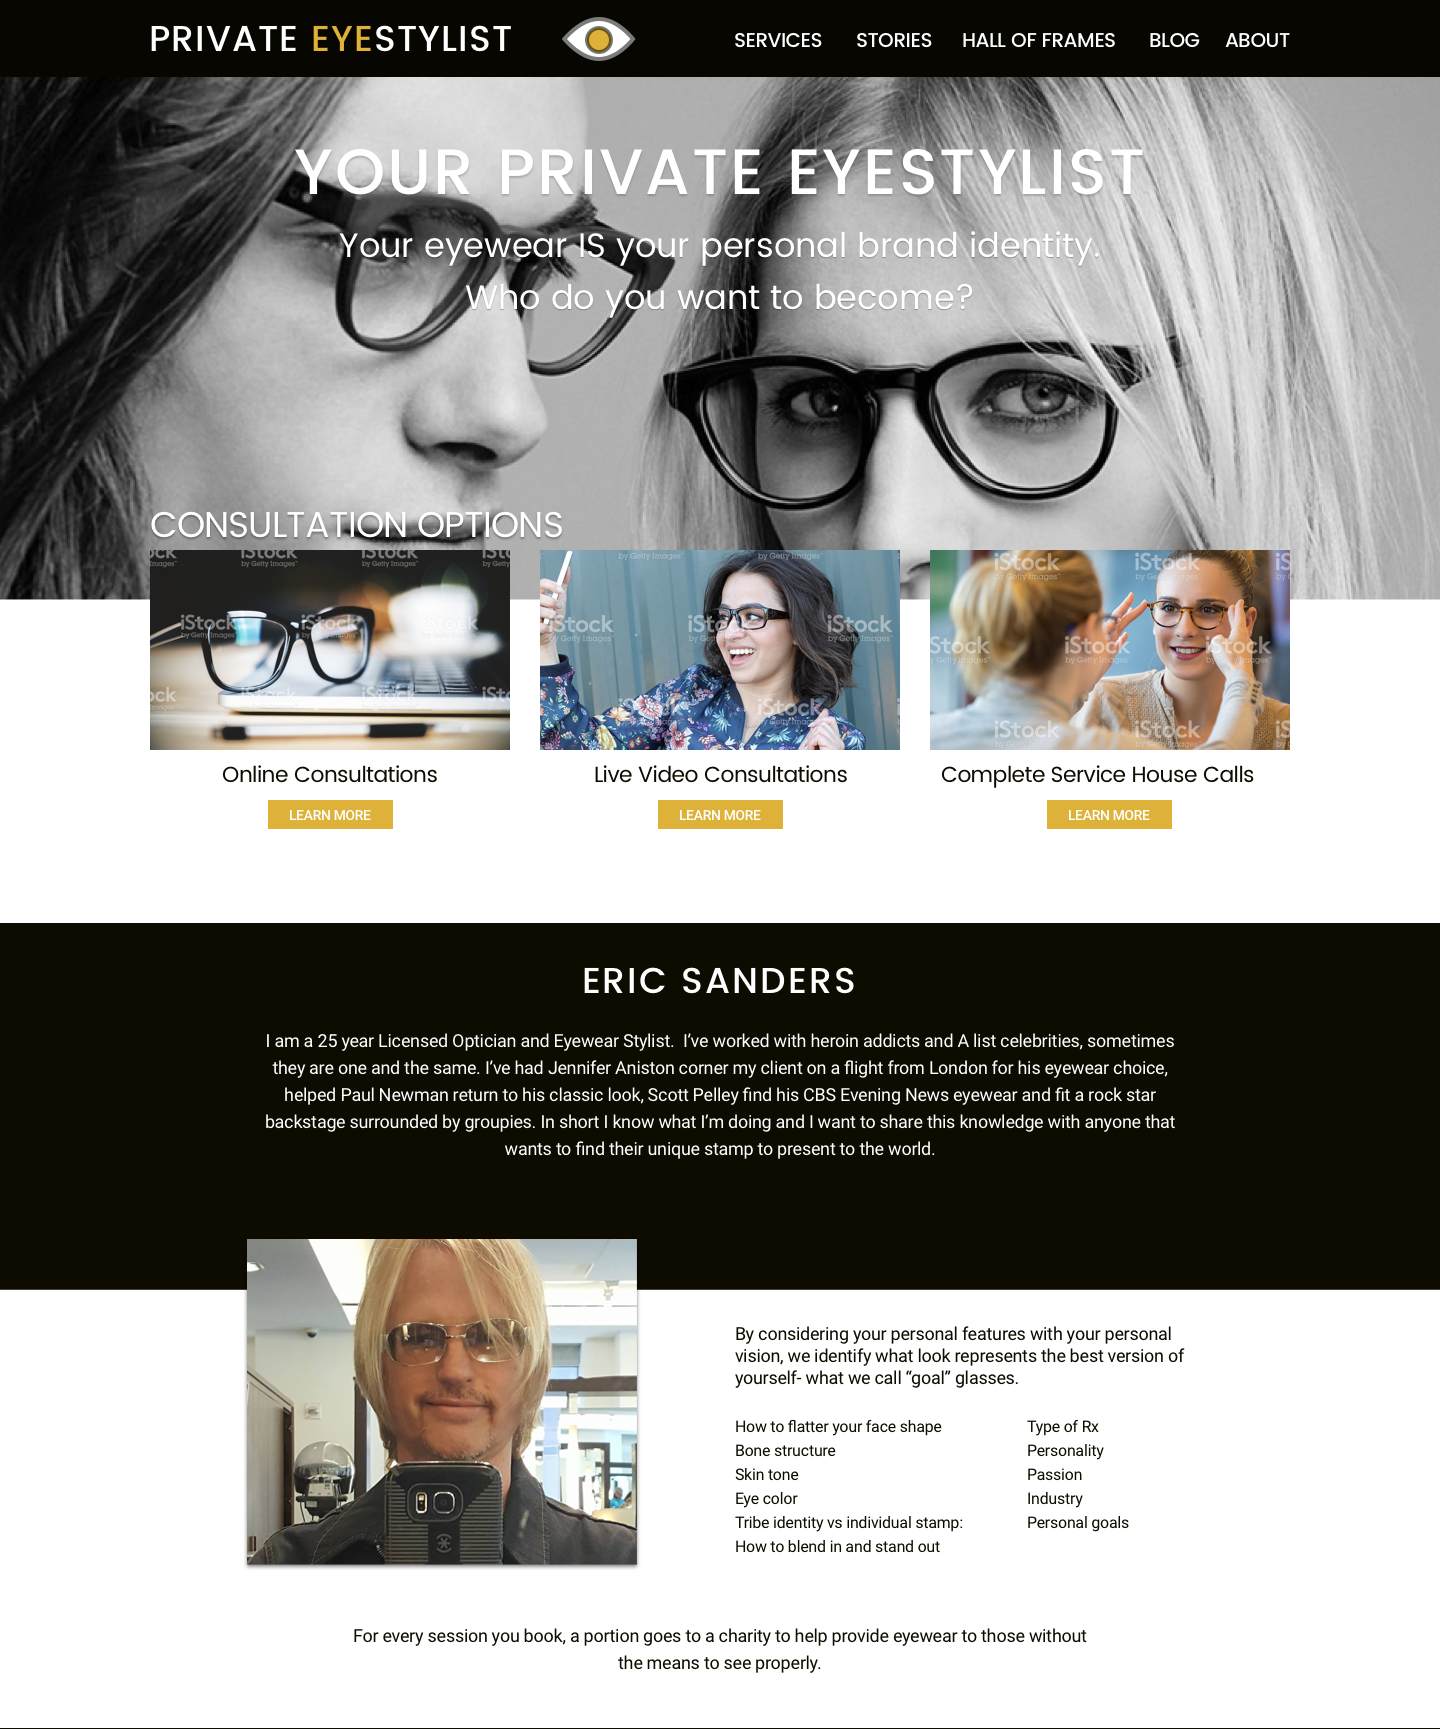 PRIVATE EYESTYLIST
SERVICES STORIES HALL OF FRAMES BLOG ABOUT
YOUR PRIVATE EYESTYLIST
Your eyewear IS your personal brand identity.
Who do you want to become?
CONSULTATION OPTIONS
iStock
by Getty Images
Online Consultations
Live Video Consultations
Complete Service House Calls
LEARN MORE
LEARN MORE
LEARN MORE
ERIC SANDERS
I am a 25 year Licensed Optician and Eyewear Stylist.  I’ve worked with heroin addicts and A list celebrities, sometimes
they are one and the same. I’ve had Jennifer Aniston corner my client on a flight from London for his eyewear choice,
helped Paul Newman return to his classic look, Scott Pelley find his CBS Evening News eyewear and fit a rock star
backstage surrounded by groupies. In short I know what I’m doing and I want to share this knowledge with anyone that
wants to find their unique stamp to present to the world.
By considering your personal features with your personal
vision, we identify what look represents the best version of
yourself- what we call “goal” glasses.
How to flatter your face shape
Bone structure
Skin tone
Eye color
Tribe identity vs individual stamp:
How to blend in and stand out
Type of Rx
Personality
Passion
Industry
Personal goals
For every session you book, a portion goes to a charity to help provide eyewear to those without
the means to see properly.